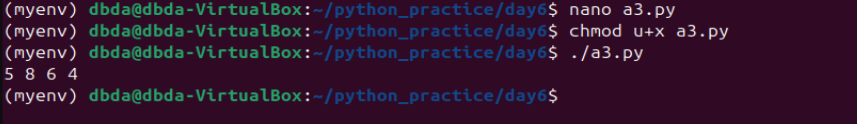 (myenv) dbda@dbda-VirtualBox:~/python_practice/day6$ nano a3.py
(myenv) dbda@dbda-VirtualBox:~/python_practice/day6$ chmod u+x a3.py
(myenv) dbda@dbda-VirtualBox:~/python_practice/day6$ ./a3.py
5 8 6 4
(myenv) dbda@dbda-VirtualBox:~/python_practice/day6$